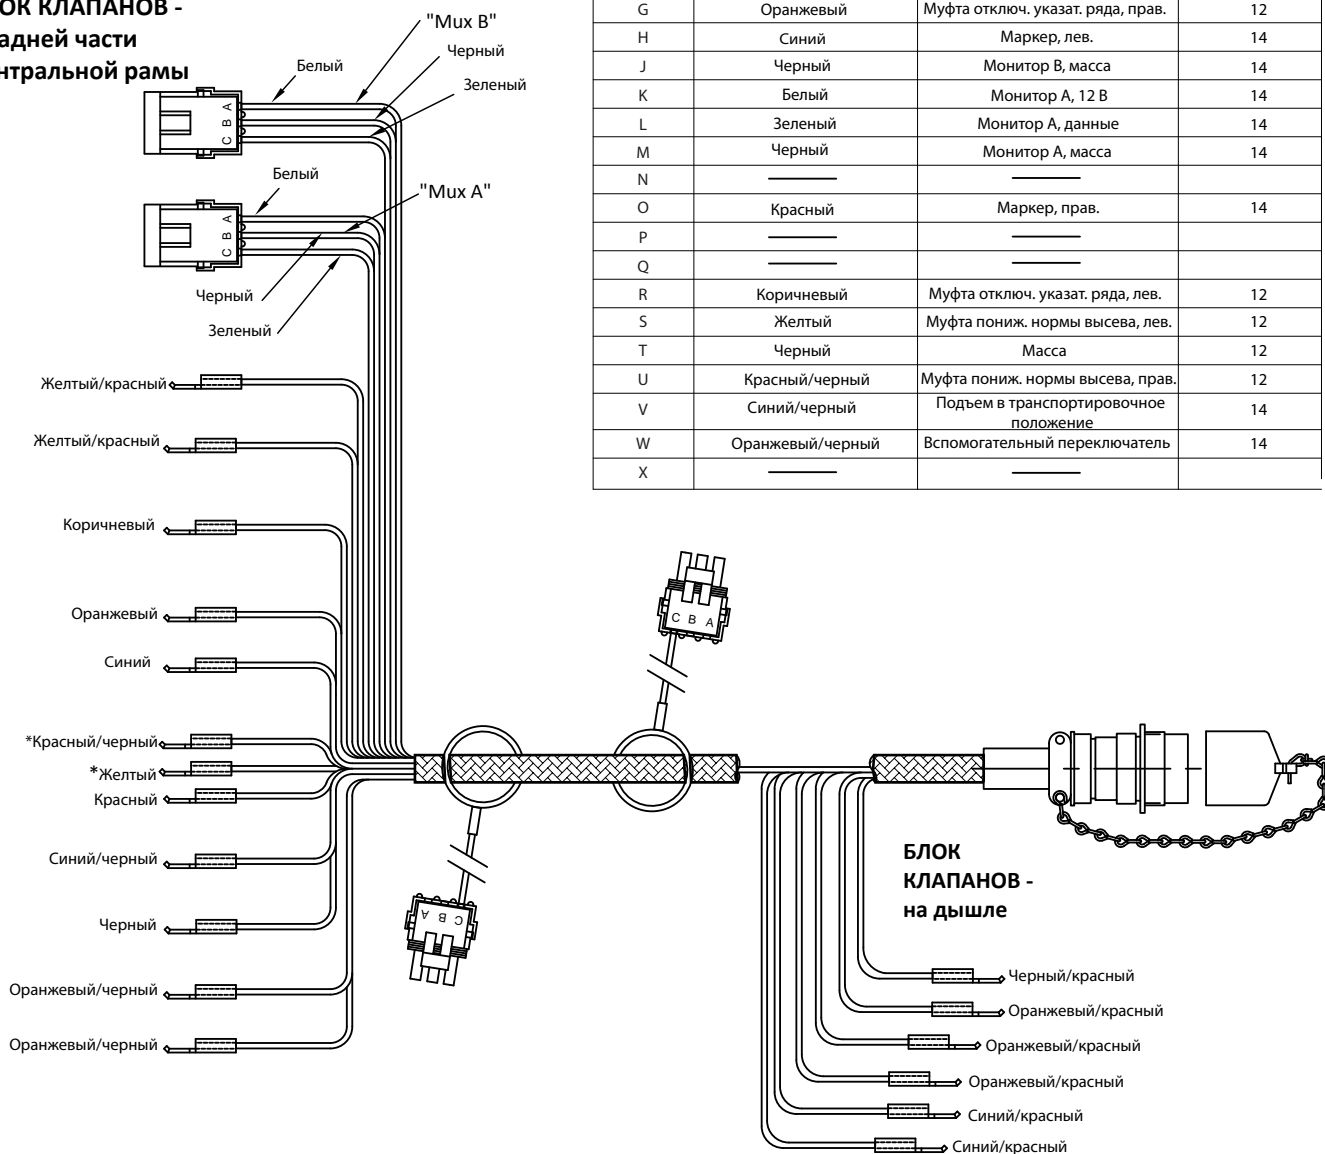 КЛАПАНОВ -
части
рамы
"Mux B"
Черный
Белый
Зеленый
A
B
C
Белый
"Mux A"
A
B
C
Черный
Зеленый
G Оранжевый Муфта отключ. указат. ряда, прав. 12
H Синий Маркер, лев. 14
J Черный Монитор В, масса 14
K Белый Монитор А, 12 В 14
L Зеленый Монитор А, данные 14
M Черный Монитор А, масса 14
N
O Красный Маркер, прав. 14
P
Q
R Коричневый Муфта отключ. указат. ряда, лев. 12
S Желтый Муфта пониж. нормы высева, лев. 12
T Черный Масса 12
U Красный/черный Муфта пониж. нормы высева, прав. 12
V Синий/черный Подъем в транспортировочное 14
положение
W Оранжевый/черный Вспомогательный переключатель 14
X
Желтый/красный
Желтый/красный
Коричневый
Оранжевый
Синий
*Красный/черный
*Желтый
Красный
Синий/черный
Черный
Оранжевый/черный
Оранжевый/черный
C B A
C B A
БЛОК
КЛАПАНОВ -
на дышле
Черный/красный
Оранжевый/красный
Оранжевый/красный
Оранжевый/красный
Синий/красный
Синий/красный